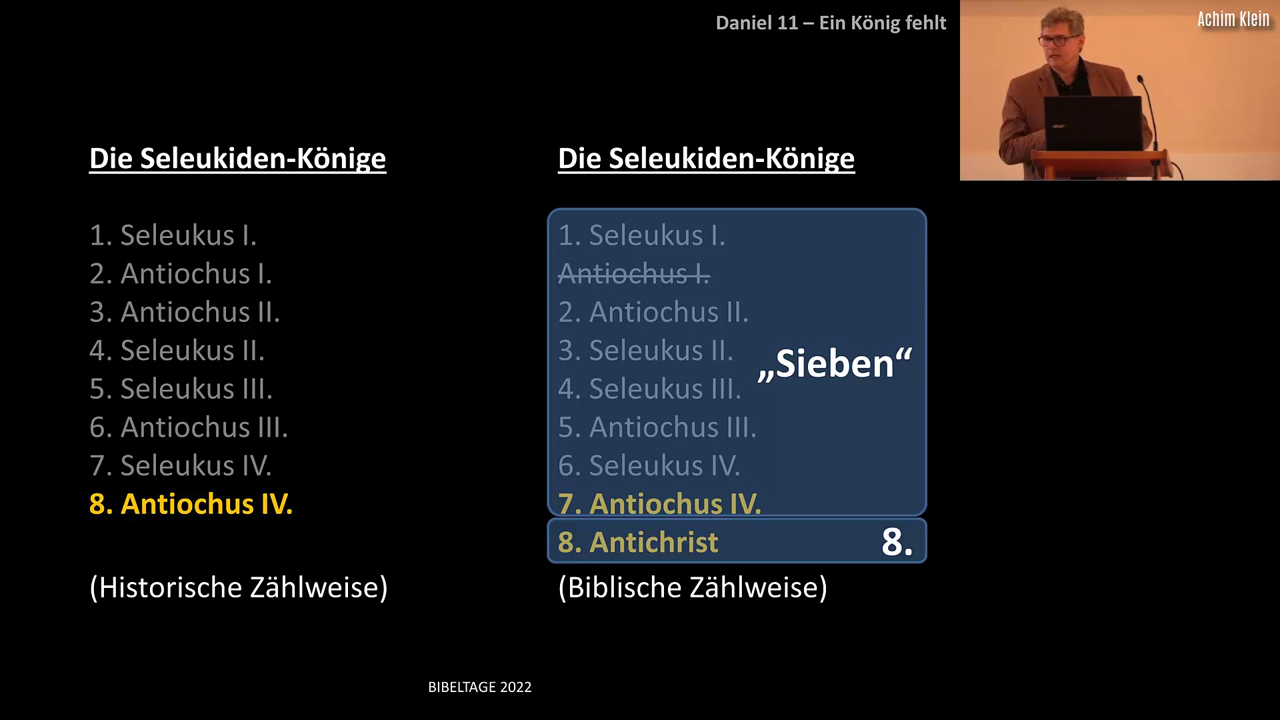 Daniel 11 – Ein König fehlt
Achim Klein
Die Seleukiden-Könige
1. Seleukus I.
2. Antiochus I.
3. Antiochus II.
4. Seleukus II.
5. Seleukus III.
6. Antiochus III.
7. Seleukus IV.
8. Antiochus IV.
(Historische Zählweise)
Die Seleukiden-Könige
1. Seleukus I.
Antiochus I.
2. Antiochus II.
3. Seleukus II.
4. Seleukus III.
5. Antiochus III.
6. Seleukus IV.
7. Antiochus IV.
„Sieben“
8. Antichrist
8.
(Biblische Zählweise)
BIBELTAGE 2022